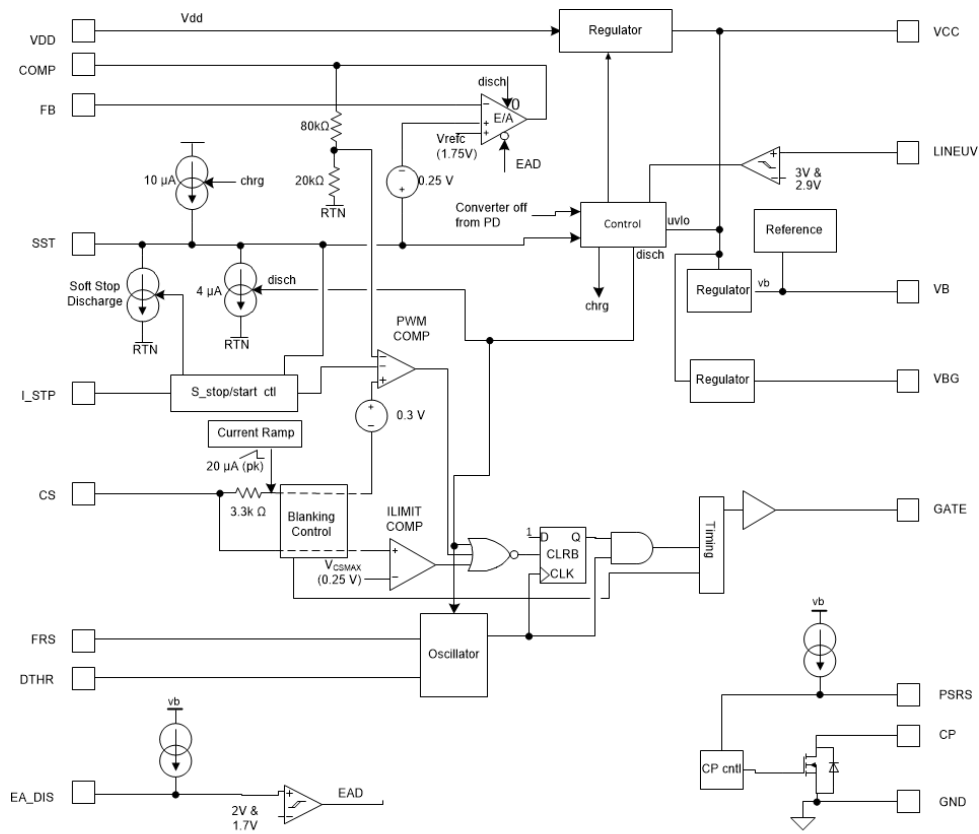 Vdd
VDD
Regulator
VCC
COMP
disch
FB
80kΩ
0
E/A
Vrefc
(1.75V)
EAD
LINEUV
3V &
2.9V
10 µA
chrg
20kΩ
RTN
0.25 V
Converter off
from PD
Control
uvlo
Reference
SST
disch
Soft Stop
Discharge
4 µA
disch
chrg
Regulator
vb
VB
RTN
RTN
PWM
COMP
I_STP
S_stop/start ctl
Regulator
VBG
0.3 V
Current Ramp
20 µA (pk)
CS
3.3k Ω
Blanking
Control
ILIMIT
COMP
VCSMAX
(0.25 V)
1
D
Q
CLRB
CLK
Timing
GATE
FRS
Oscillator
DTHR
vb
PSRS
vb
CP
CP cntl
EA_DIS
2V &
1.7V
EAD
GND